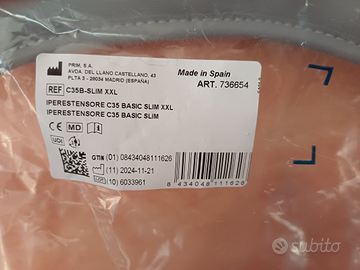 PRIM, S.A.
AVDA. DEL LLANO CASTELLANO, 43
PLTA 3 - 28034 MADRID (ESPAÑA)
Made in Spain
ART. 736654
REF C35B-SLIM XXL
IPERESTENSORE C35 BASIC SLIM XXL
IPERESTENSORE C35 BASIC SLIM
CE MD
UDI
GTIN (01) 08434048111626
(11) 2024-11-21
(10) 6033961
8 434048 111626
subito